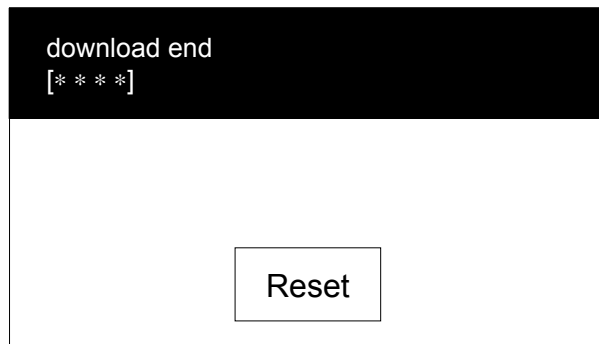 download end
[∗ ∗ ∗ ∗]
Reset